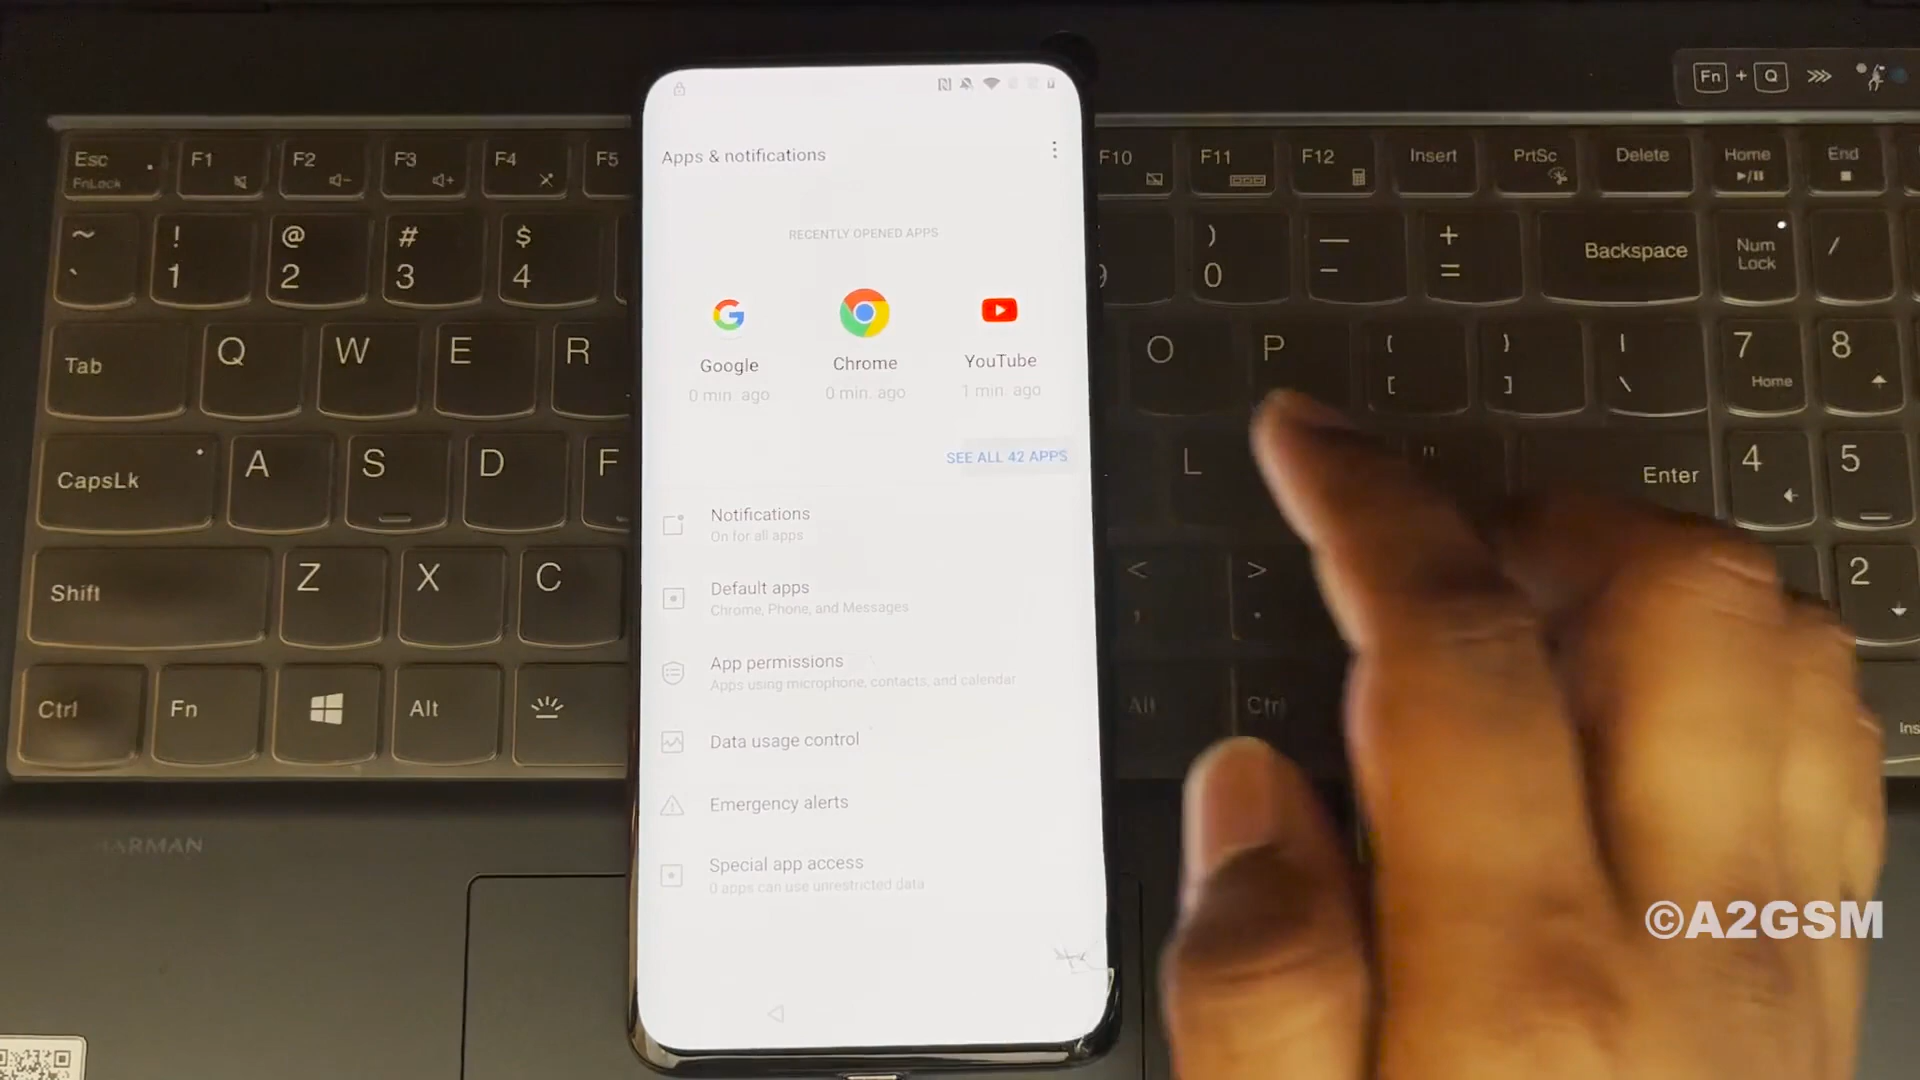 Apps & notifications
RECENTLY OPENED APPS
Google
Chrome
YouTube
0 min. ago
0 min. ago
1 min. ago
SEE ALL 42 APPS
Notifications
On for all apps
Default apps
Chrome, Phone, and Messages
App permissions
Apps using microphone, contacts, and calendar
Data usage control
Emergency alerts
Special app access
0 apps can use unrestricted data
Fn + Q
Esc
FnLock
F1
F2
F3
F4
F5
F10
F11
F12
Insert
PrtSc
Delete
Home
End
~
`
!
1
@
2
#
3
$
4
)
0
—
-
+
=
Backspace
Num
Lock
/
Tab
Q
W
E
R
O
P
{
[
}
]
|
\
7
Home
8
CapsLk
A
S
D
F
L
"
Enter
4
5
Shift
Z
X
C
<
,
>
.
2
Ctrl
Fn
Alt
Alt
Ctrl
Ins
HARMAN
©A2GSM